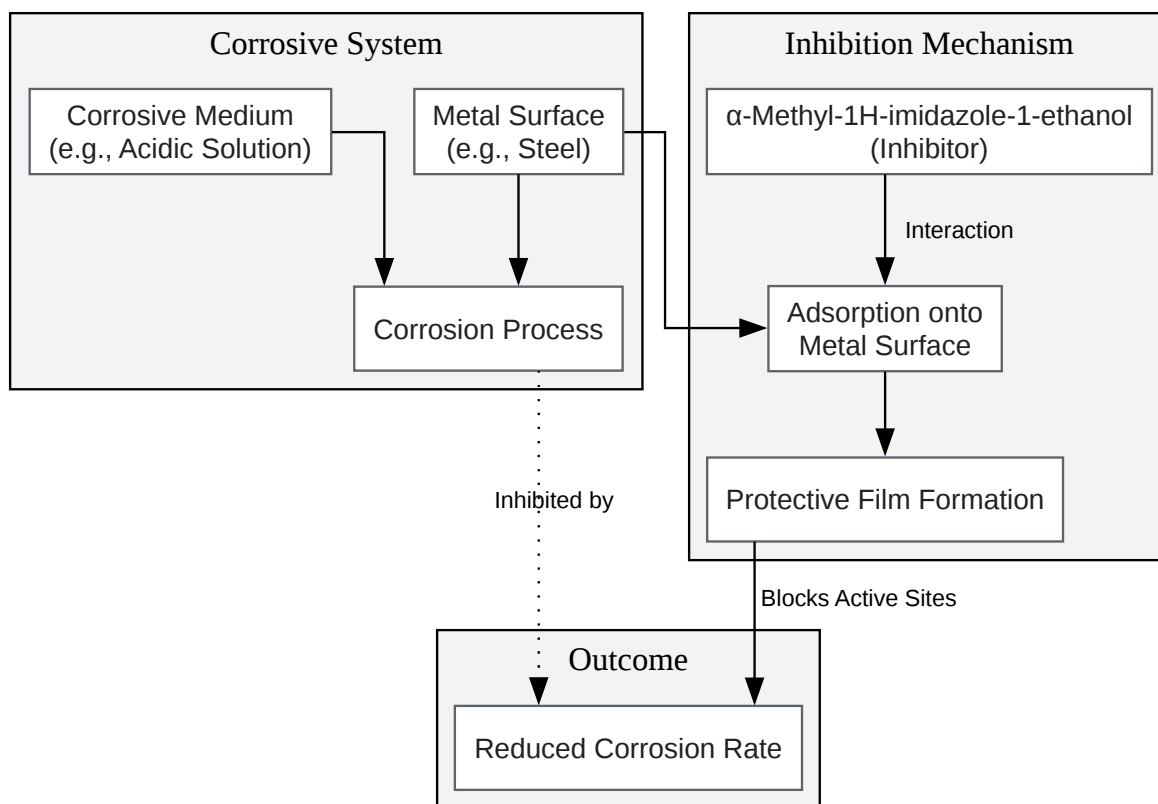 Corrosive System
Corrosive Medium
(e.g., Acidic Solution)
Metal Surface
(e.g., Steel)
Corrosion Process
Inhibition Mechanism
α-Methyl-1H-imidazole-1-ethanol
(Inhibitor)
Interaction
Adsorption onto
Metal Surface
Protective Film Formation
Inhibited by
Blocks Active Sites
Outcome
Reduced Corrosion Rate